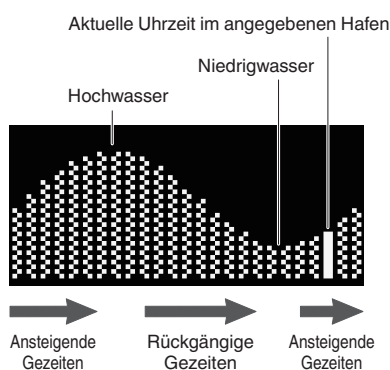 Aktuelle Uhrzeit im angegebenen Hafen
Niedrigwasser
Hochwasser
Ansteigende
Gezeiten
Rückgängige
Gezeiten
Ansteigende
Gezeiten